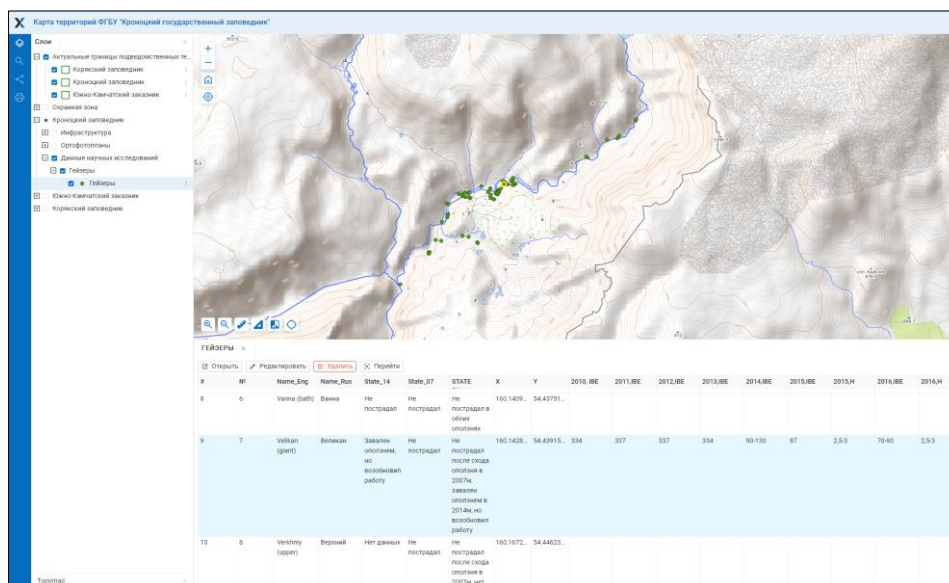 Карта территорий ФГБУ "Кроноцкий государственный заповедник"
Слои
Актуальные границы подведомственных те...
Корякский заповедник
Кроноцкий заповедник
Южно-Камчатский заказник
Охранная зона
Кроноцкий заповедник
Инфраструктура
Ортофотопланы
Данные научных исследований
Гейзеры
Гейзеры
Южно-Камчатский заказник
Корякский заповедник
Topomap
ГЕЙЗЕРЫ
Открыть Редактировать Удалить Перейти
# № Name_Eng Name_Rus State_14 State_07 STATE X Y 2010, IBE 2011,IBE 2012,IBE 2013,IBE 2014,IBE 2015,IBE 2015,H 2016,IBE 2016,H
8 6 Vanna (bath) Ванна Не Не Не 160.1409... 54.43751...
пострадал пострадал пострадал в
обоих
оползнях
9 7 Velikan Великан Завален Не Не 160.1428... 54.43915... 334 337 337 334 90-130 87 2,5-3 70-90 2,5-3
(giant) оползнем, пострадал пострадал
но после схода
возобновил оползня в
работу 2007м,
завален
оползнем в
2014м, но
возобновил
работу
10 8 Verkhniy Верхний Нет данных Не Не 160.1672... 54.44623...
(upper) пострадал пострадал
после схода
оползня в
2007м, нет